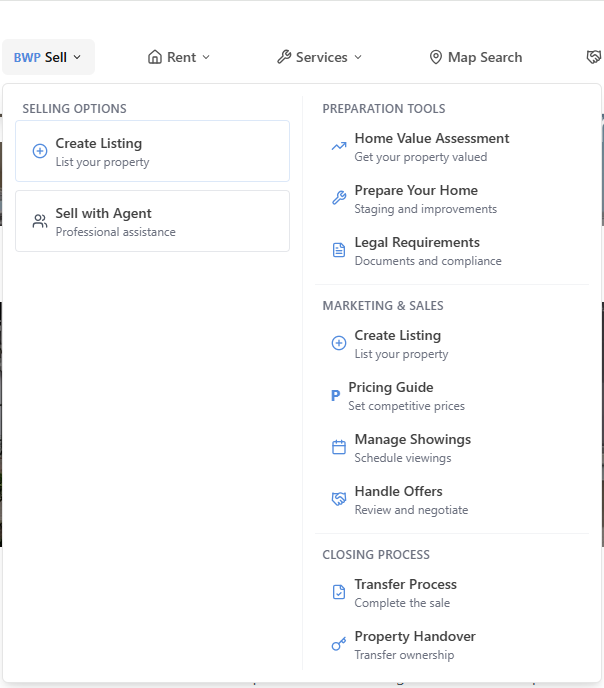 BWP Sell
Rent
Services
Map Search
SELLING OPTIONS
Create Listing
List your property
Sell with Agent
Professional assistance
PREPARATION TOOLS
Home Value Assessment
Get your property valued
Prepare Your Home
Staging and improvements
Legal Requirements
Documents and compliance
MARKETING & SALES
Create Listing
List your property
P Pricing Guide
Set competitive prices
Manage Showings
Schedule viewings
Handle Offers
Review and negotiate
CLOSING PROCESS
Transfer Process
Complete the sale
Property Handover
Transfer ownership